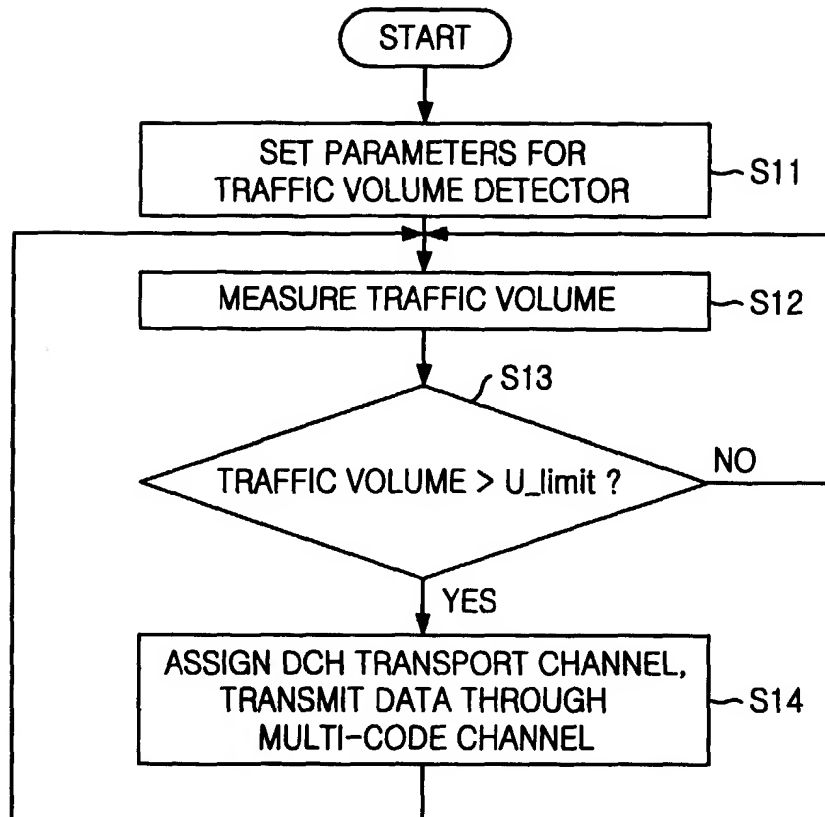 START
SET PARAMETERS FOR
TRAFFIC VOLUME DETECTOR
S11
MEASURE TRAFFIC VOLUME
S12
S13
TRAFFIC VOLUME > U_limit ?
NO
YES
ASSIGN DCH TRANSPORT CHANNEL,
TRANSMIT DATA THROUGH
MULTI-CODE CHANNEL
S14